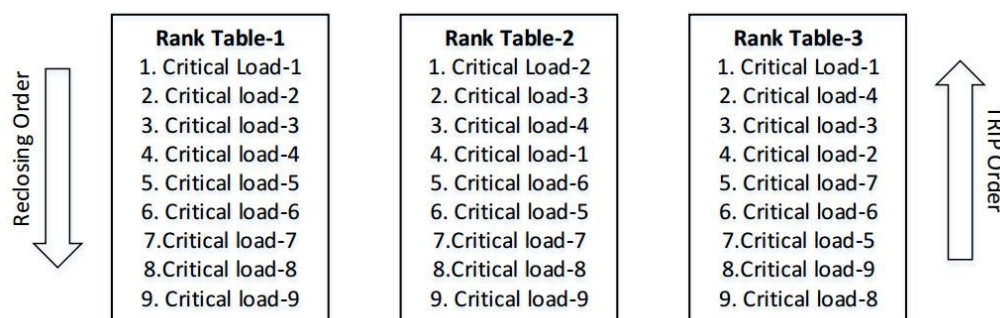 Reclosing Order
Rank Table-1
1. Critical Load-1
2. Critical load-2
3. Critical load-3
4. Critical load-4
5. Critical load-5
6. Critical load-6
7.Critical load-7
8.Critical load-8
9. Critical load-9
Rank Table-2
1. Critical Load-2
2. Critical load-3
3. Critical load-4
4. Critical load-1
5. Critical load-6
6. Critical load-5
7.Critical load-7
8.Critical load-8
9. Critical load-9
Rank Table-3
1. Critical Load-1
2. Critical load-4
3. Critical load-3
4. Critical load-2
5. Critical load-7
6. Critical load-6
7.Critical load-5
8.Critical load-9
9. Critical load-8
TRIP Order